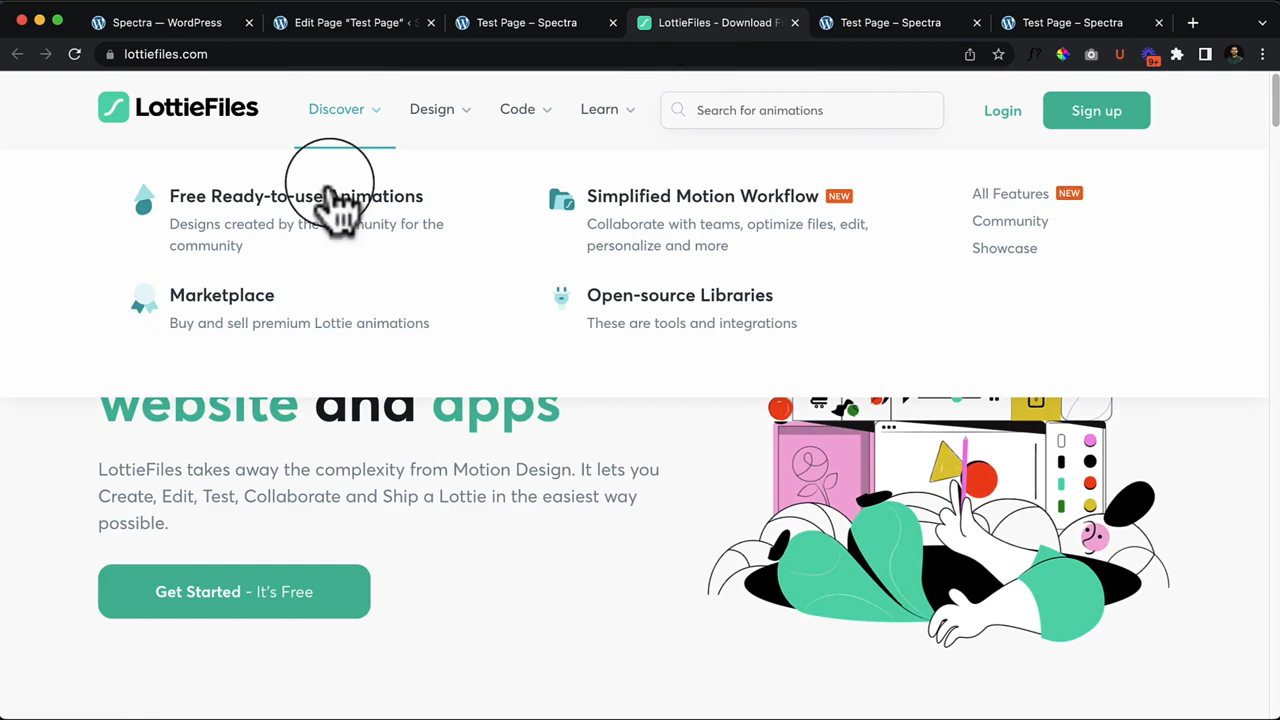 Spectra — WordPress
Edit Page “Test Page” ‹ S
Test Page – Spectra
LottieFiles - Download F
Test Page – Spectra
Test Page – Spectra
lottiefiles.com
9+
LottieFiles
Discover
Design
Code
Learn
Search for animations
Login
Sign up
Free Ready-to-use Animations
Designs created by the community for the
community
Simplified Motion Workflow NEW
Collaborate with teams, optimize files, edit,
personalize and more
All Features NEW
Community
Showcase
Marketplace
Buy and sell premium Lottie animations
Open-source Libraries
These are tools and integrations
website and apps
LottieFiles takes away the complexity from Motion Design. It lets you
Create, Edit, Test, Collaborate and Ship a Lottie in the easiest way
possible.
Get Started - It's Free